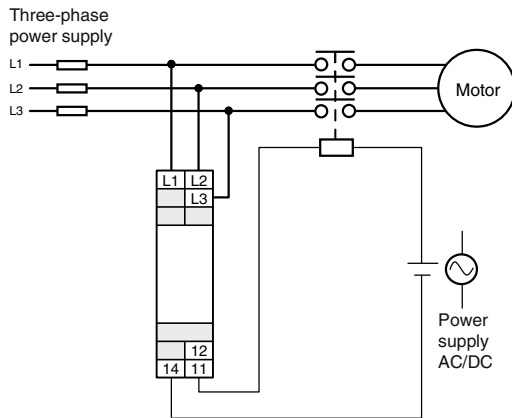 Three-phase
power supply
L1
L2
L3
Motor
L1 L2
L3
12
14 11
Power
supply
AC/DC